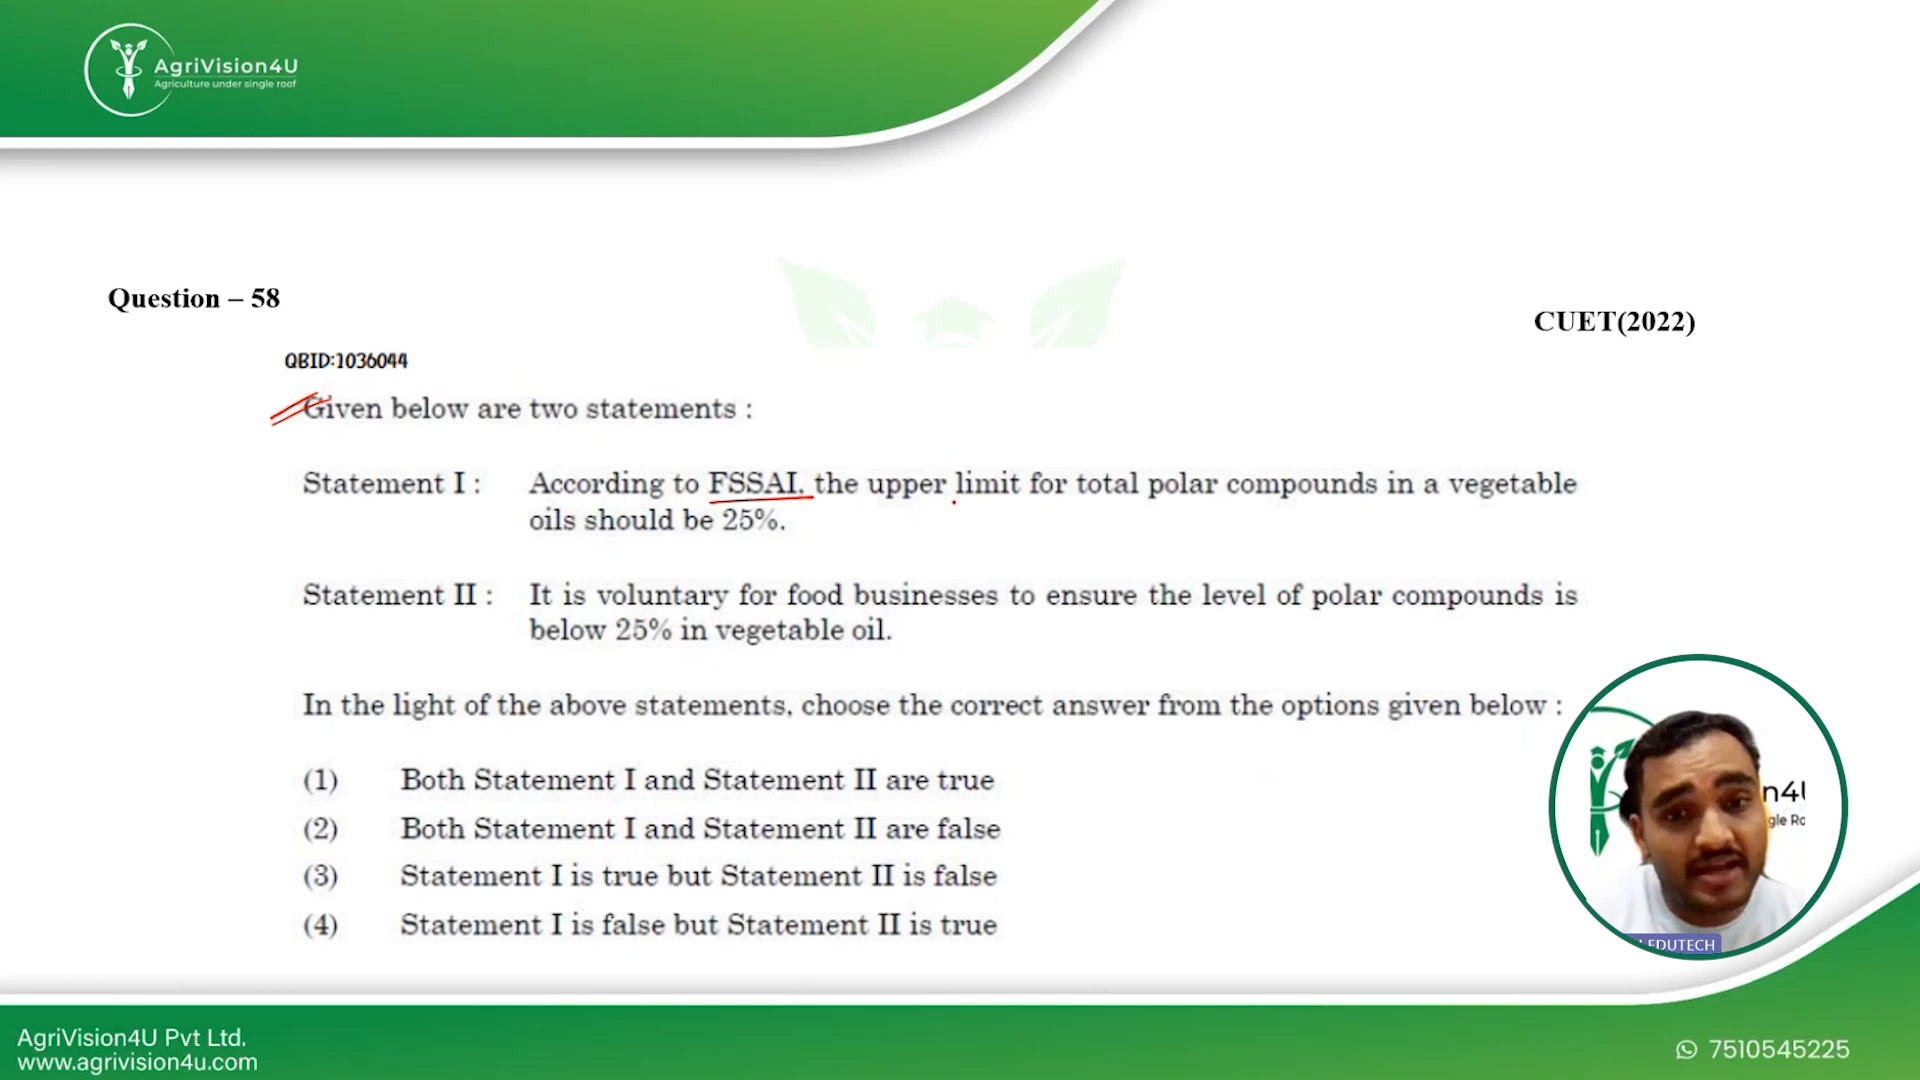 AgriVision4U
Agriculture under single roof
Question – 58
CUET(2022)
QBID:1036044
Given below are two statements :
Statement I : According to FSSAI, the upper limit for total polar compounds in a vegetable
oils should be 25%.
Statement II : It is voluntary for food businesses to ensure the level of polar compounds is
below 25% in vegetable oil.
In the light of the above statements, choose the correct answer from the options given below :
(1) Both Statement I and Statement II are true
(2) Both Statement I and Statement II are false
(3) Statement I is true but Statement II is false
(4) Statement I is false but Statement II is true
n4U
gle Ro
EDUTECH
AgriVision4U Pvt Ltd.
www.agrivision4u.com
7510545225